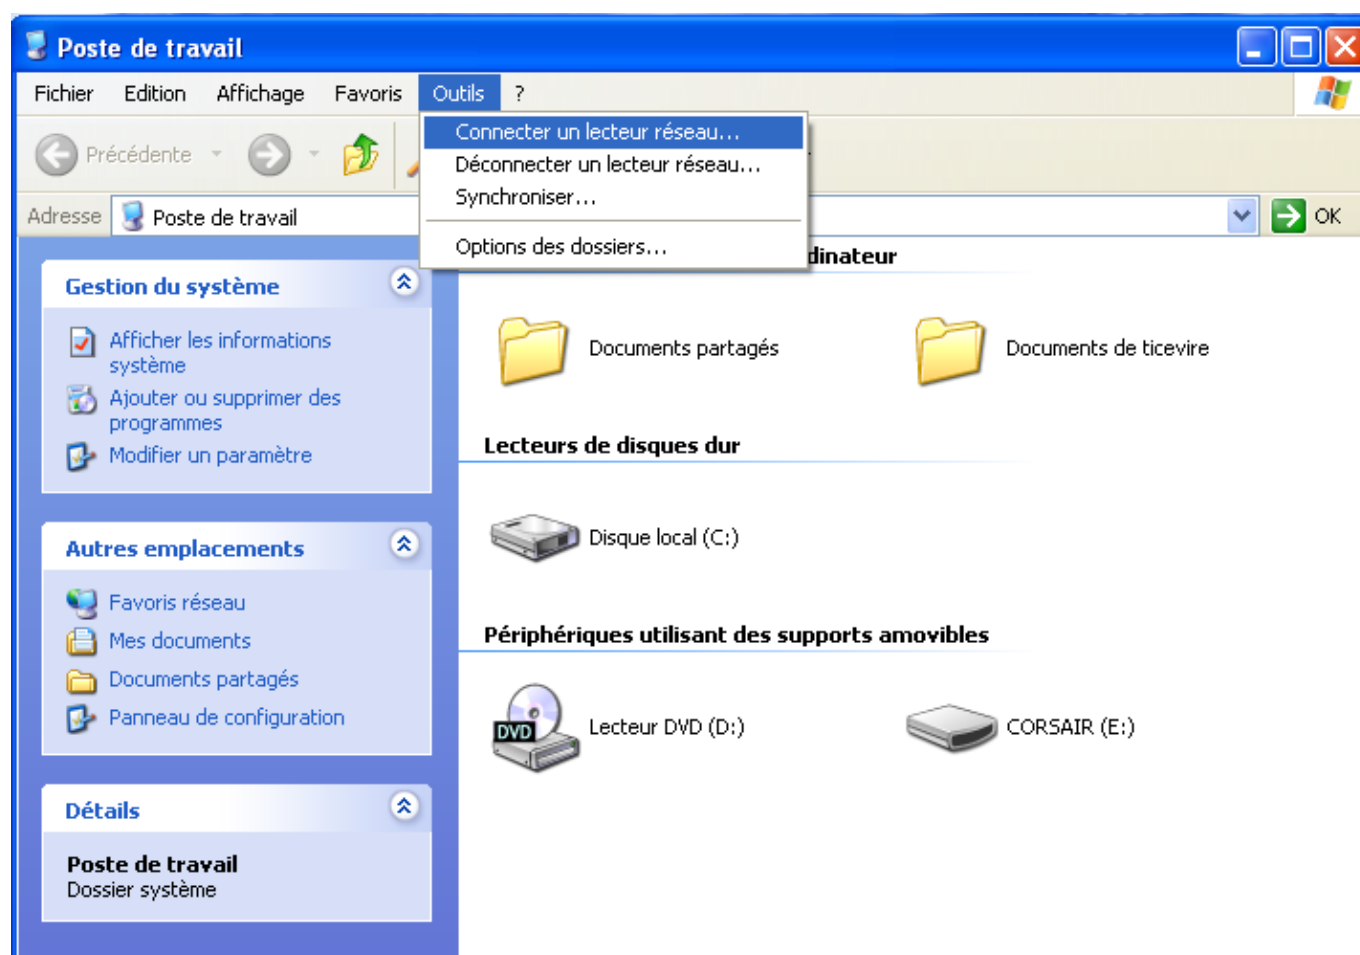 Poste de travail
Fichier Edition Affichage Favoris Outils ?
Connecter un lecteur réseau...
Déconnecter un lecteur réseau...
Synchroniser...
Options des dossiers...
Précédente
Adresse Poste de travail OK
Gestion du système
Afficher les informations
système
Ajouter ou supprimer des
programmes
Modifier un paramètre
Autres emplacements
Favoris réseau
Mes documents
Documents partagés
Panneau de configuration
Détails
Poste de travail
Dossier système
dinateur
Documents partagés Documents de ticevire
Lecteurs de disques dur
Disque local (C:)
Périphériques utilisant des supports amovibles
DVD Lecteur DVD (D:) CORSAIR (E:)